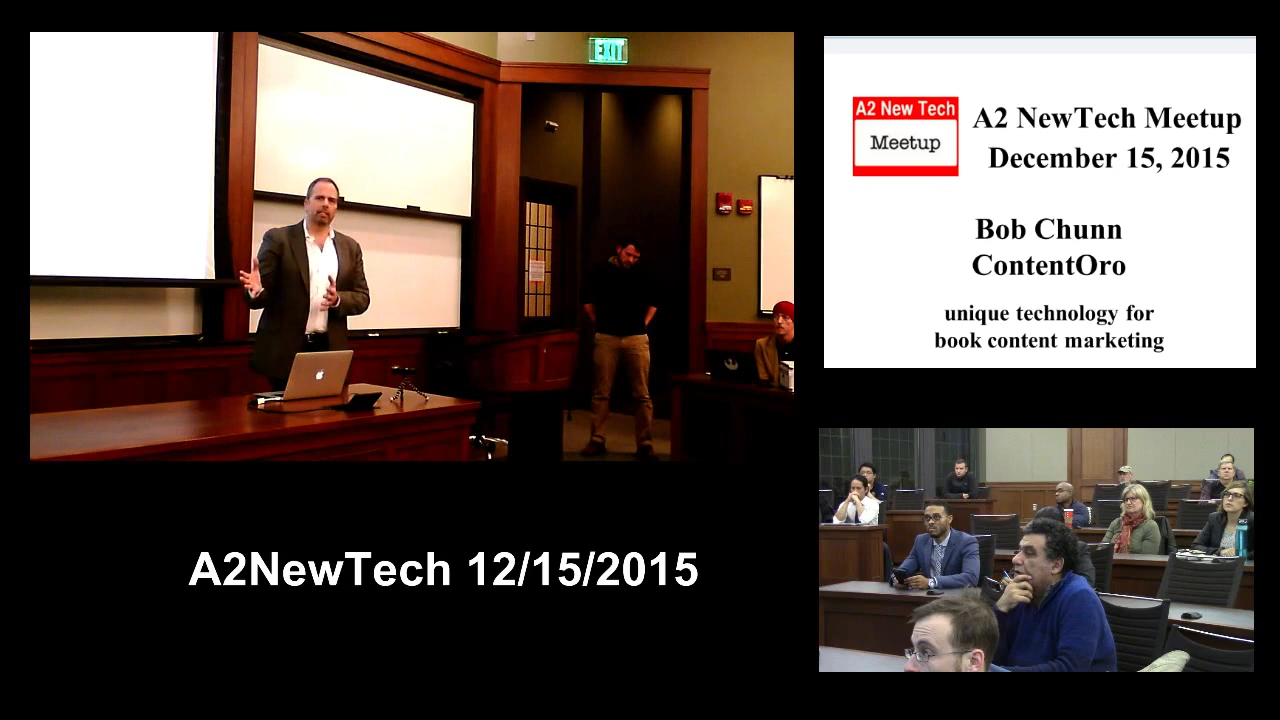 EXIT
A2 New Tech
Meetup
A2 NewTech Meetup
December 15, 2015
Bob Chunn
ContentOro
unique technology for
book content marketing
A2NewTech 12/15/2015